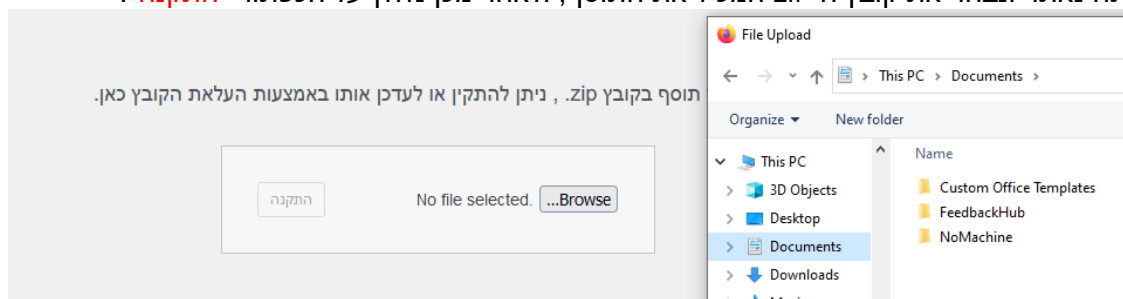 File Upload
This PC > Documents >
תוסף בקובץ zip. , ניתן להתקין או לעדכן אותו באמצעות העלאת הקובץ כאן.
Organize
New folder
This PC
Name
3D Objects
Custom Office Templates
Desktop
FeedbackHub
Documents
NoMachine
Downloads
התקנה
No file selected.
Browse...